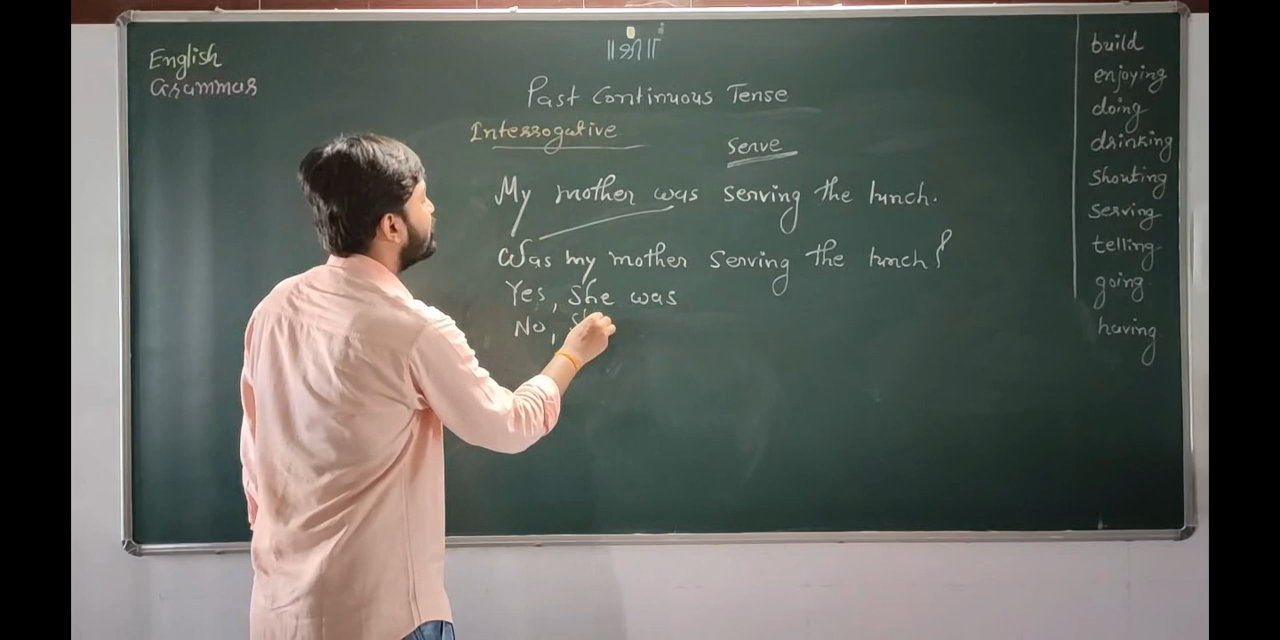 English
Grammar
॥ श्री ॥
Past Continuous Tense
Interrogative
Serve
My mother was serving the lunch.
Was my mother serving the lunch?
Yes, she was
No, Sh
build
enjoying
doing
drinking
shouting
serving
telling
going
having